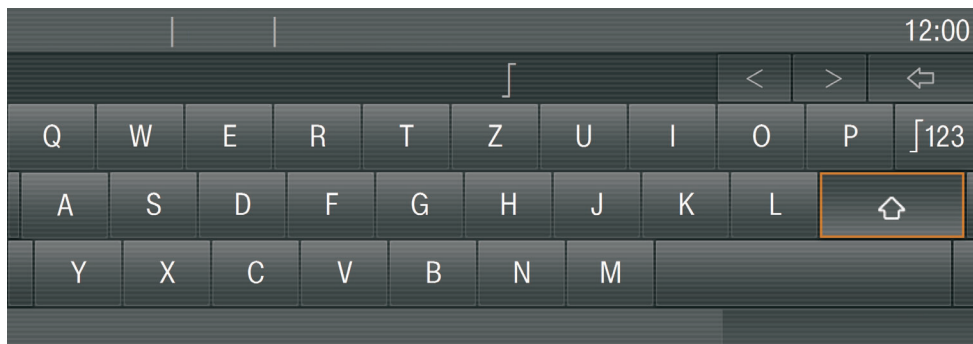 12:00
< >
Q W E R T Z U I O P ⌠123
A S D F G H J K L
Y X C V B N M